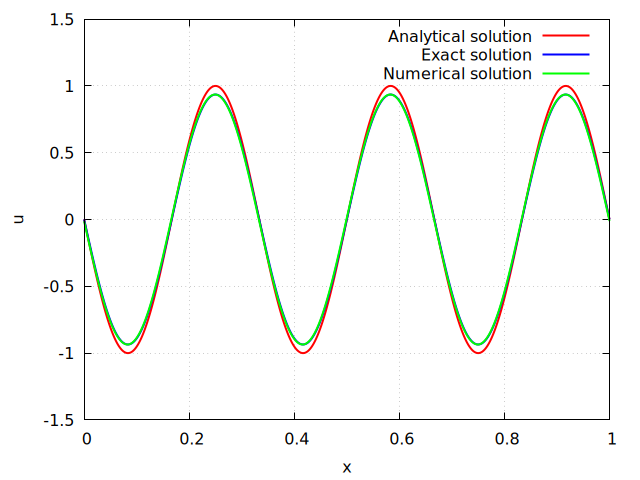 1.5
1
0.5
0
-0.5
-1
-1.5
u
Analytical solution
Exact solution
Numerical solution
0 0.2 0.4 0.6 0.8 1
x